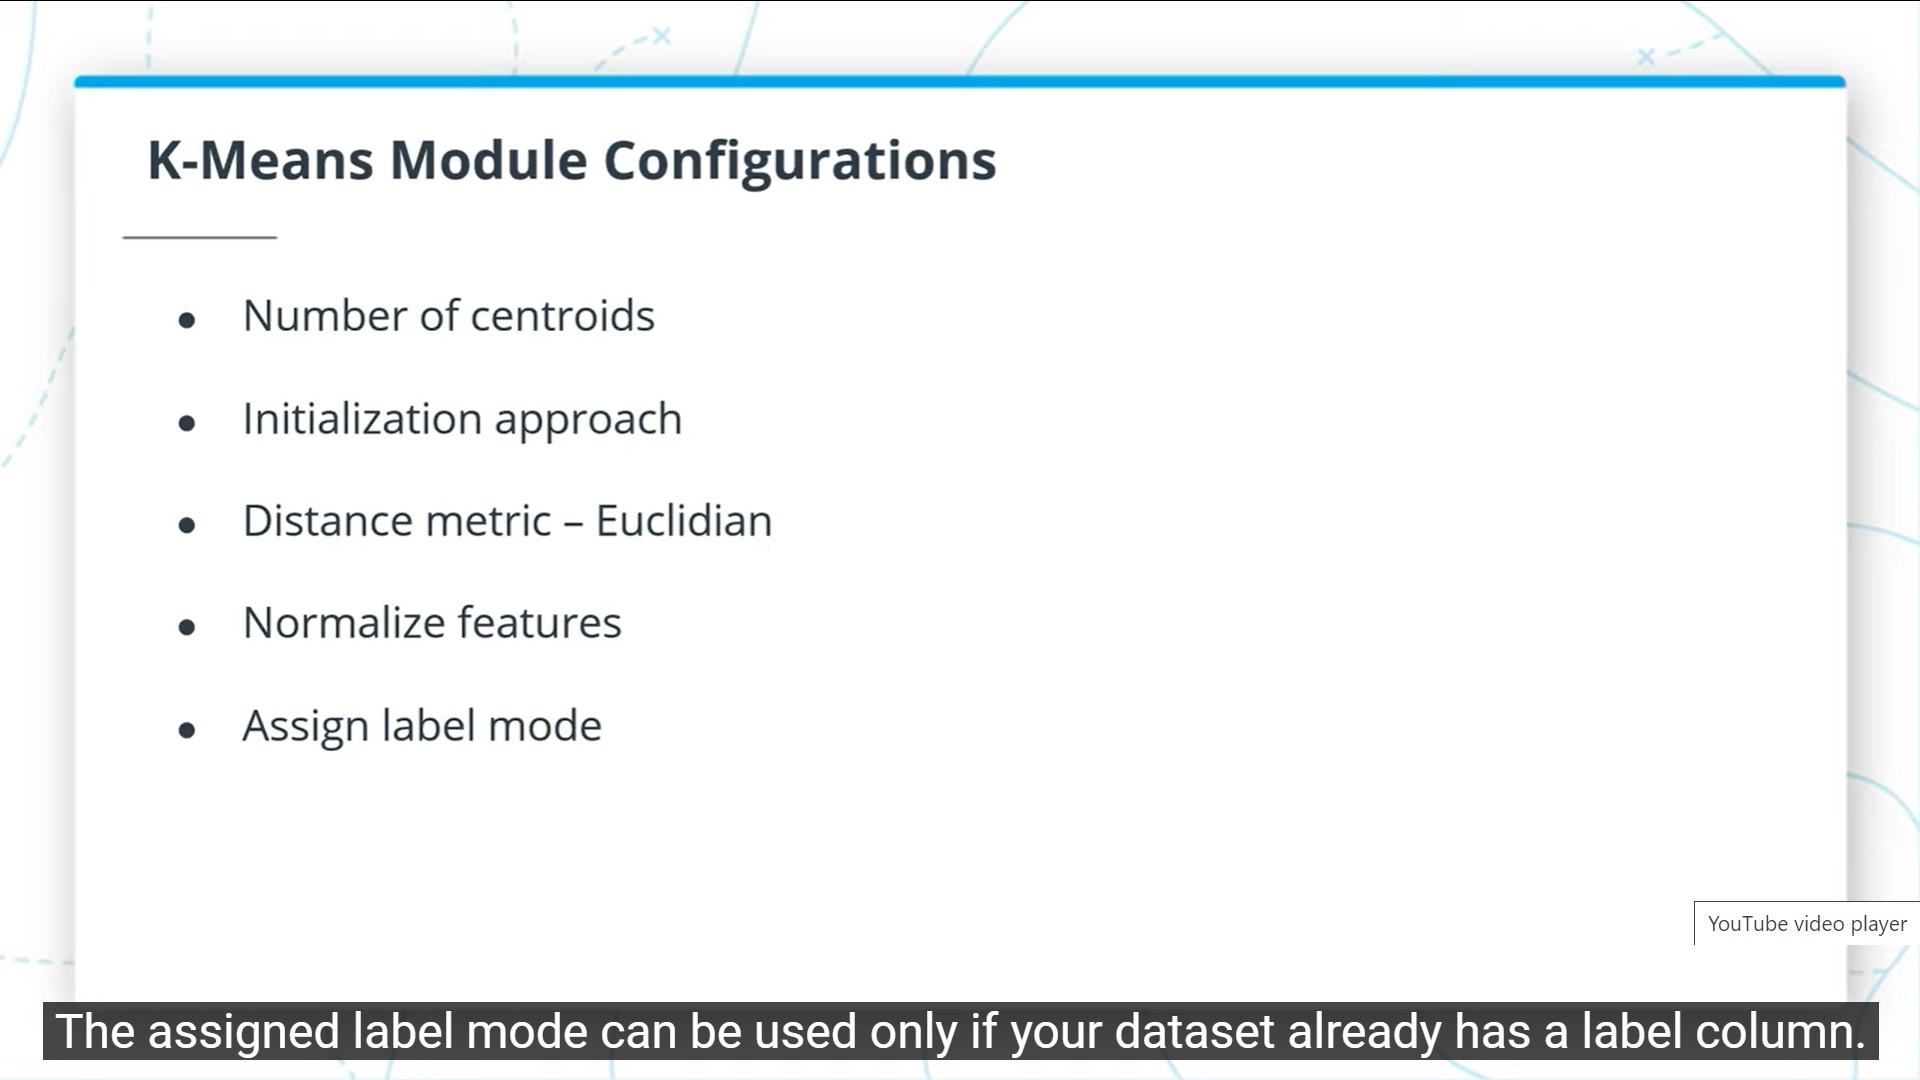 K-Means Module Configurations
● Number of centroids
● Initialization approach
● Distance metric – Euclidian
● Normalize features
● Assign label mode
YouTube video player
The assigned label mode can be used only if your dataset already has a label column.